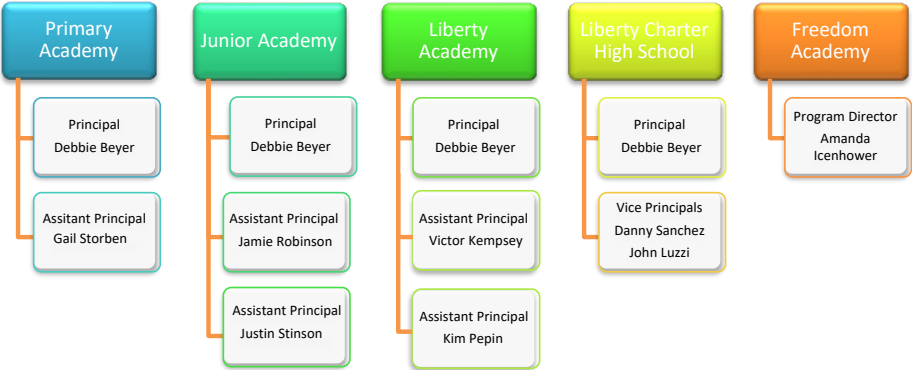 Primary
Academy
Principal
Debbie Beyer
Assitant Principal
Gail Storben
Junior Academy
Principal
Debbie Beyer
Assistant Principal
Jamie Robinson
Assistant Principal
Justin Stinson
Liberty
Academy
Principal
Debbie Beyer
Assistant Principal
Victor Kempsey
Assistant Principal
Kim Pepin
Liberty Charter
High School
Principal
Debbie Beyer
Vice Principals
Danny Sanchez
John Luzzi
Freedom
Academy
Program Director
Amanda
Icenhower